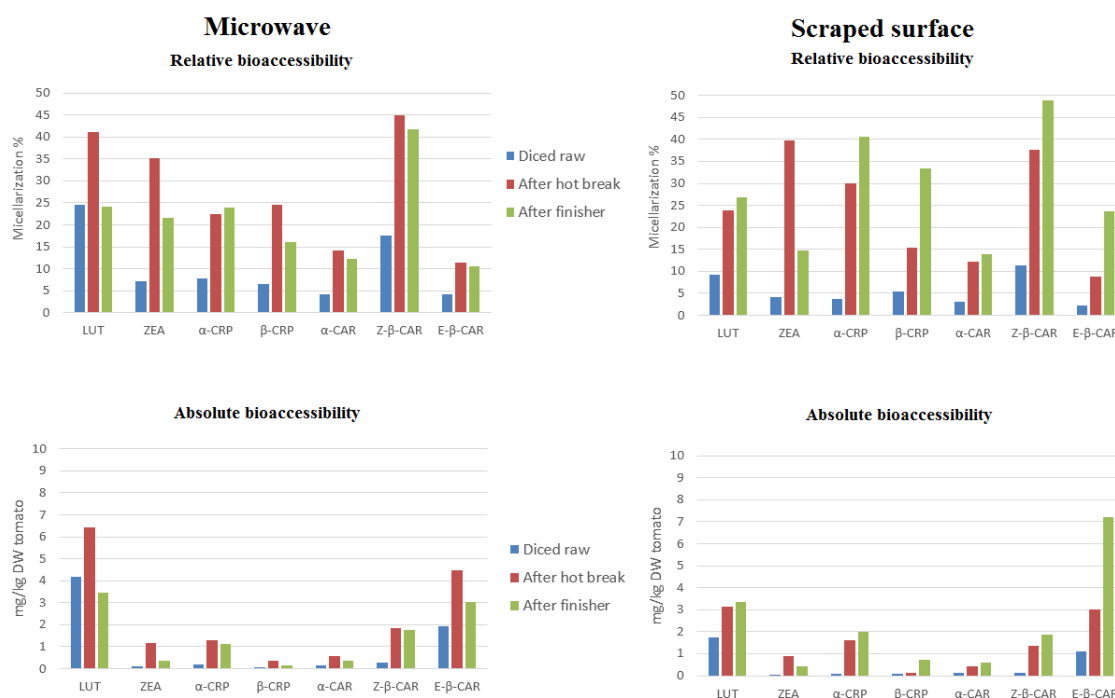 Microwave
Relative bioaccessibility
Micellarization %
50
45
40
35
30
25
20
15
10
5
0
LUT ZEA α-CRP β-CRP α-CAR Z-β-CAR E-β-CAR
Diced raw
After hot break
After finisher
Scraped surface
Relative bioaccessibility
Micellarization %
50
45
40
35
30
25
20
15
10
5
0
LUT ZEA α-CRP β-CRP α-CAR Z-β-CAR E-β-CAR
Absolute bioaccessibility
mg/kg DW tomato
10
9
8
7
6
5
4
3
2
1
0
LUT ZEA α-CRP β-CRP α-CAR Z-β-CAR E-β-CAR
Diced raw
After hot break
After finisher
Absolute bioaccessibility
mg/kg DW tomato
10
9
8
7
6
5
4
3
2
1
0
LUT ZEA α-CRP β-CRP α-CAR Z-β-CAR E-β-CAR